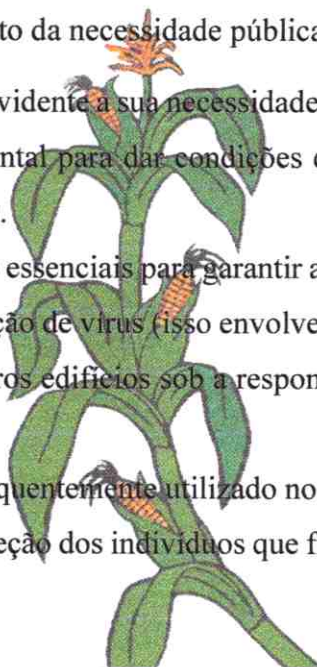 to da necessidade pública
vidente a sua necessidade
ntal para dar condições
.
essenciais para garantir a
ção de vírus (isso envolve
ros edifícios sob a respon
quentemente utilizado no
eção dos indivíduos que f